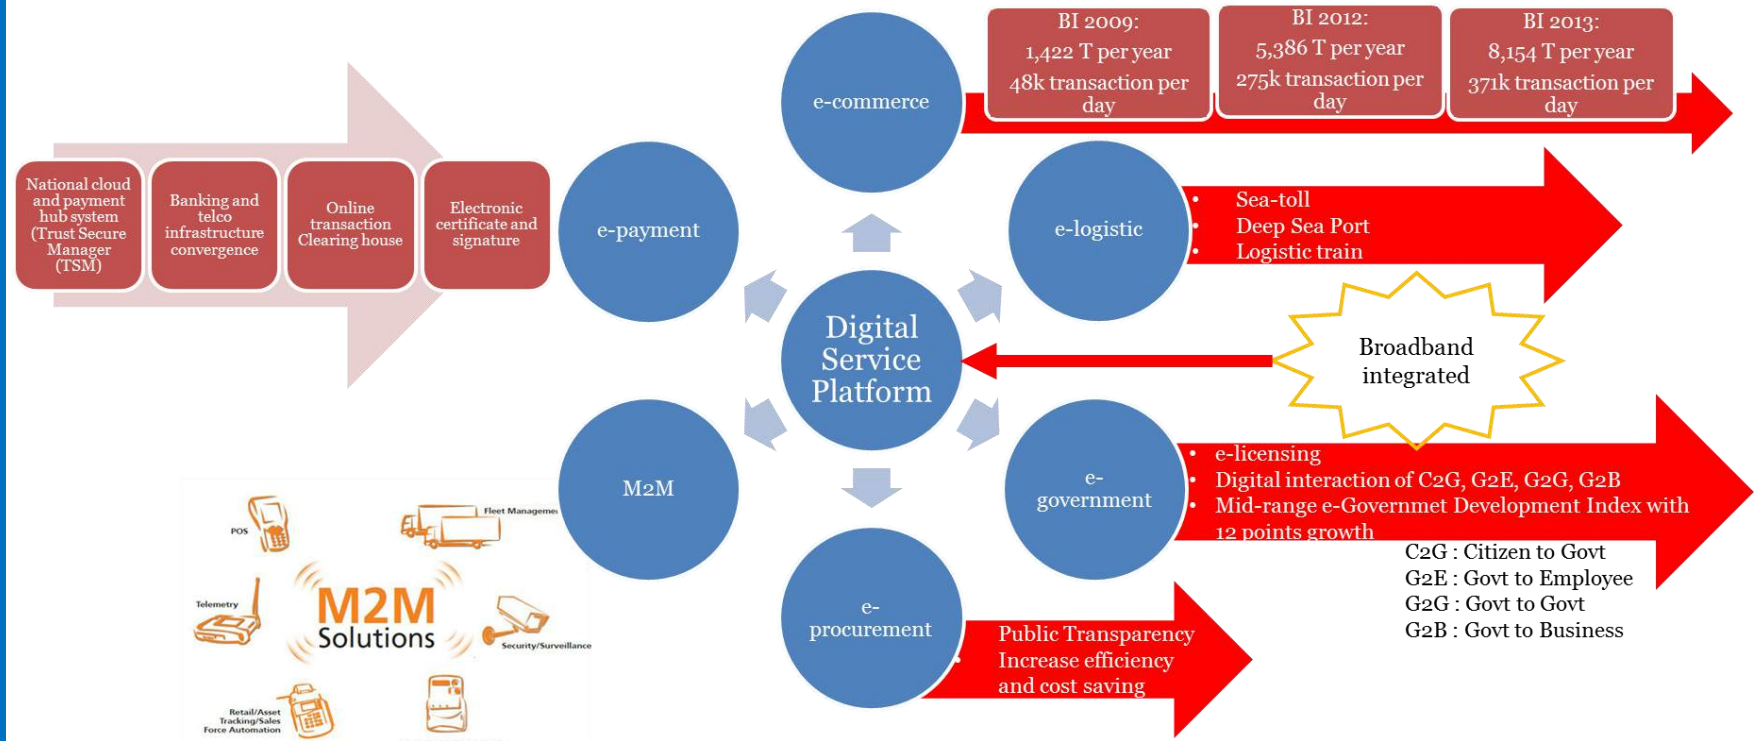 BI 2009:
1,422 T per year
48k transaction per
day
BI 2012:
5,386 T per year
275k transaction per
day
BI 2013:
8,154 T per year
371k transaction per
day
e-commerce
National cloud
and payment
hub system
(Trust Secure
Manager
(TSM)
Banking and
telco
infrastructure
convergence
Online
transaction
Clearing house
Electronic
certificate and
signature
e-payment
e-logistic
• Sea-toll
• Deep Sea Port
• Logistic train
Digital
Service
Platform
Broadband
integrated
M2M
e-
government
• e-licensing
• Digital interaction of C2G, G2E, G2G, G2B
• Mid-range e-Governmet Development Index with
12 points growth
C2G : Citizen to Govt
G2E : Govt to Employee
G2G : Govt to Govt
G2B : Govt to Business
e-
procurement
Public Transparency
• Increase efficiency
and cost saving
POS
Fleet Manageme
Telemetry
M2M
Solutions
Security/Surveillance
Retail/Asset
Tracking/Sales
Force Automation